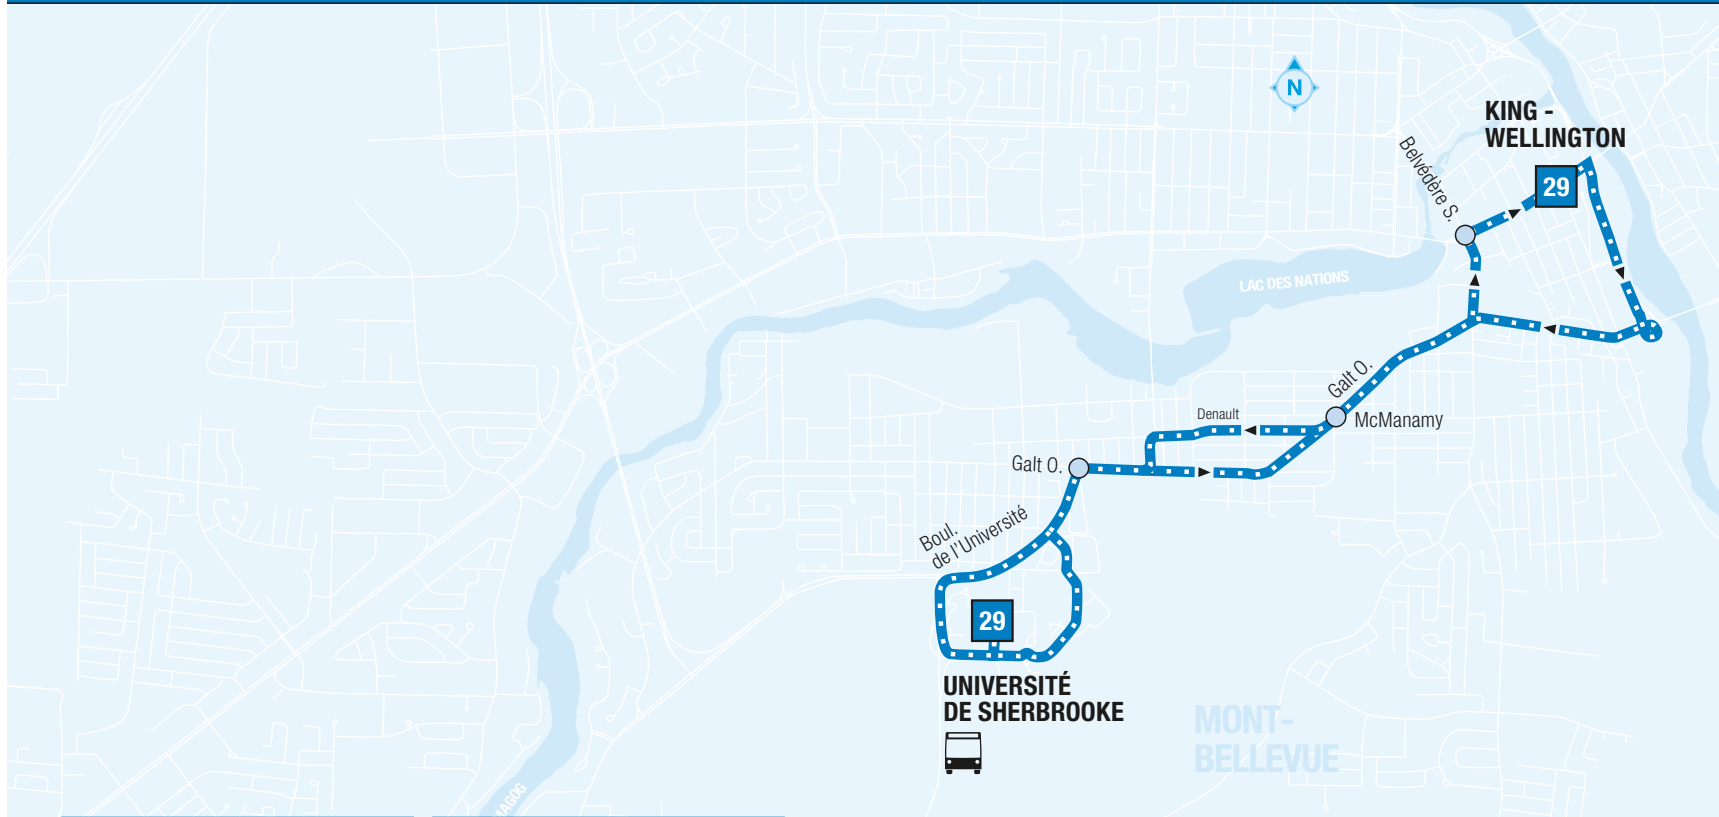 N
KING -
WELLINGTON
29
Belvédère S.
LAC DES NATIONS
Galt O.
McManamy
Denault
Galt O.
Boul.
de l'Université
29
UNIVERSITÉ
DE SHERBROOKE
MONT-
BELLEVUE
MAGOG